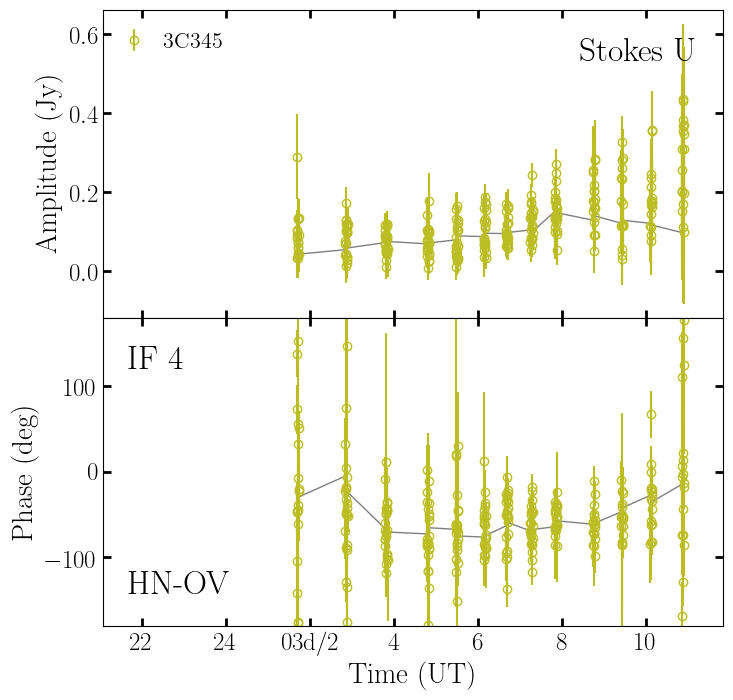 3C345
Stokes U
0.6
0.4
0.2
0.0
Amplitude (Jy)
IF 4
100
0
−100
Phase (deg)
HN-OV
22 24 03d/2 4 6 8 10
Time (UT)